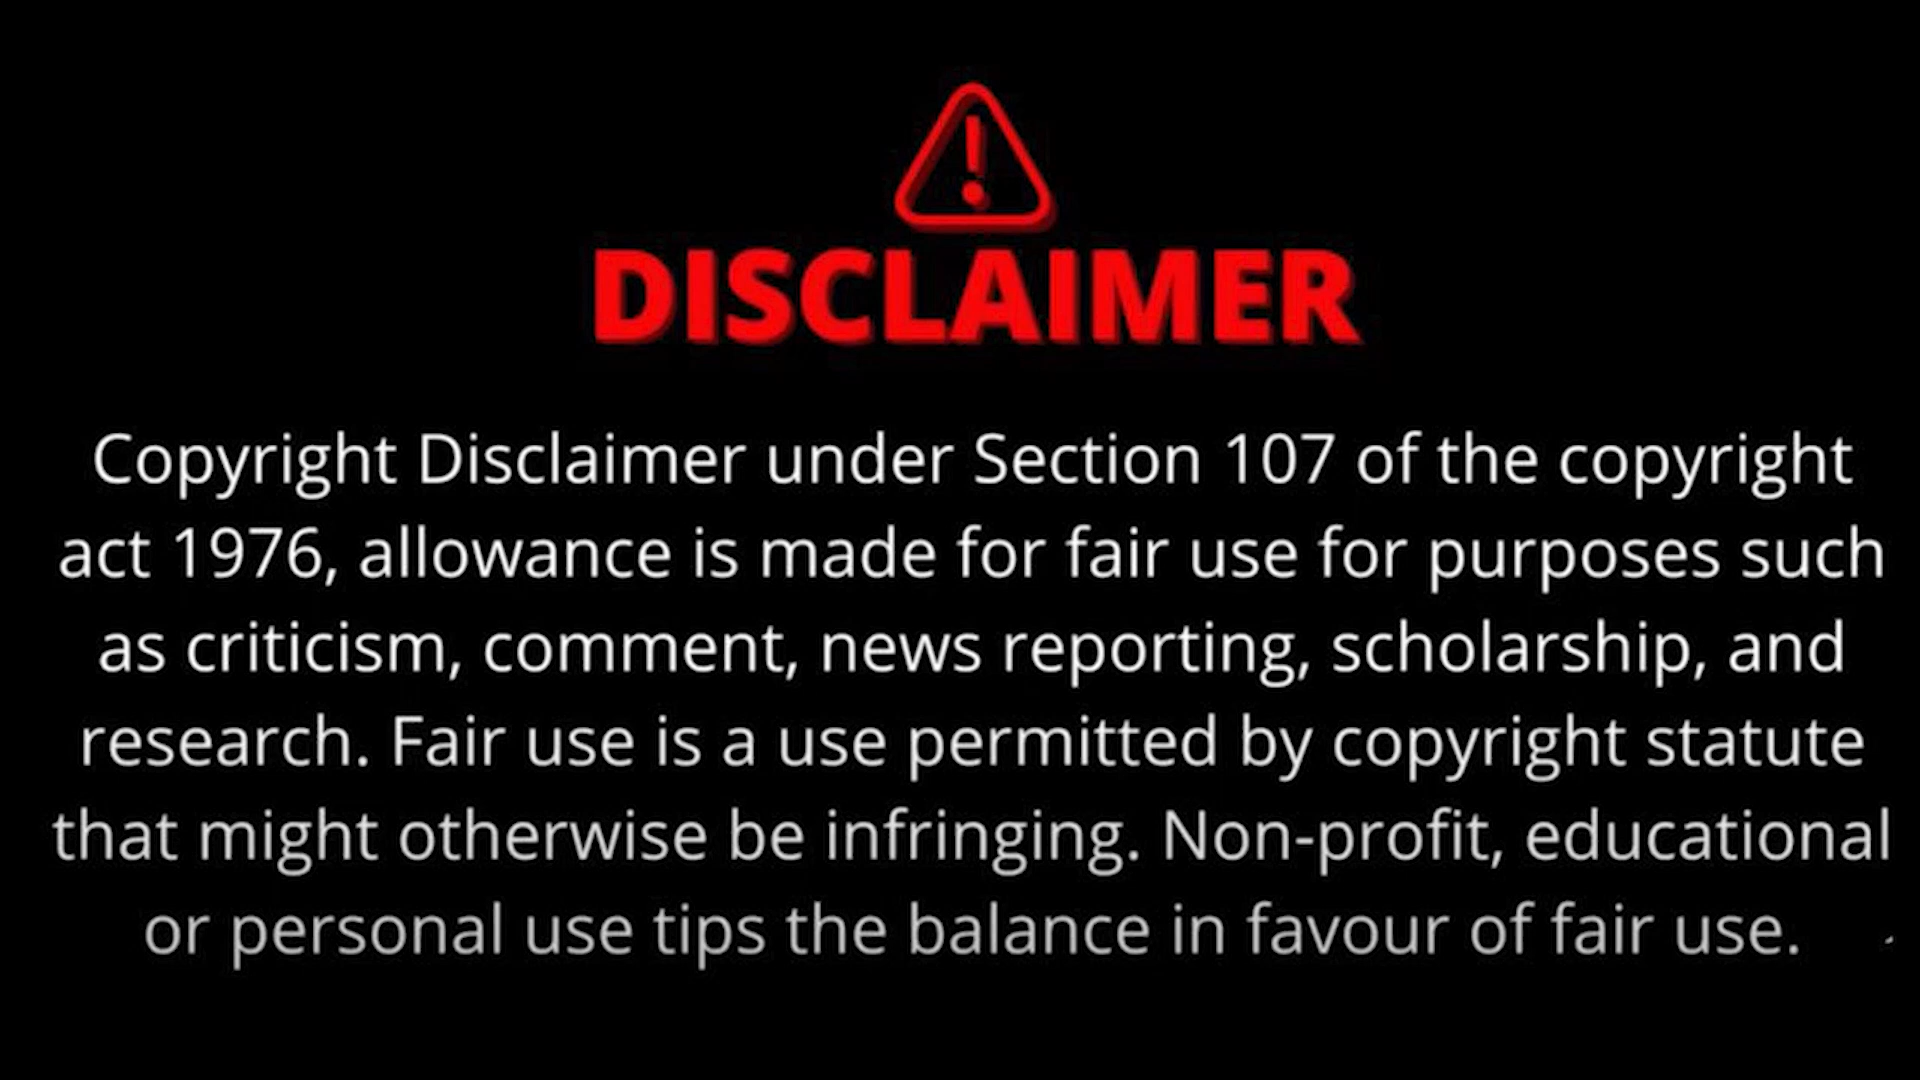 DISCLAIMER
Copyright Disclaimer under Section 107 of the copyright
act 1976, allowance is made for fair use for purposes such
as criticism, comment, news reporting, scholarship, and
research. Fair use is a use permitted by copyright statute
that might otherwise be infringing. Non-profit, educational
or personal use tips the balance in favour of fair use.